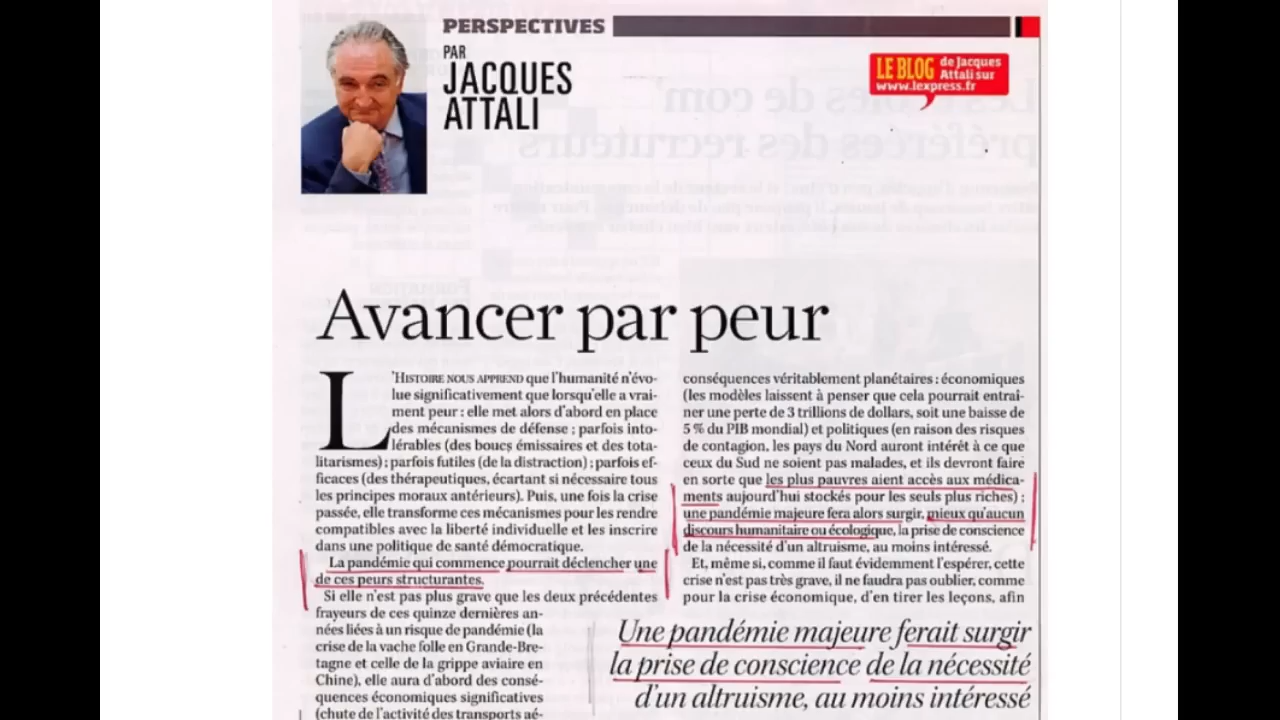 PERSPECTIVES
PAR
JACQUES
ATTALI
LE BLOG de Jacques
Attali sur
www.lexpress.fr
Avancer par peur
L'HISTOIRE NOUS APPREND que l'humanité n'évo-
lue significativement que lorsqu'elle a vrai-
ment peur : elle met alors d'abord en place
des mécanismes de défense ; parfois into-
lérables (des boucs émissaires et des tota-
litarismes) ; parfois futiles (de la distraction) ; parfois ef-
ficaces (des thérapeutiques, écartant si nécessaire tous
les principes moraux antérieurs). Puis, une fois la crise
passée, elle transforme ces mécanismes pour les rendre
compatibles avec la liberté individuelle et les inscrire
dans une politique de santé démocratique.
La pandémie qui commence pourrait déclencher une
de ces peurs structurantes.
Si elle n'est pas plus grave que les deux précédentes
frayeurs de ces quinze dernières an-
nées liées à un risque de pandémie (la
crise de la vache folle en Grande-Bre-
tagne et celle de la grippe aviaire en
Chine), elle aura d'abord des consé-
quences économiques significatives
(chute de l'activité des transports aé-
conséquences véritablement planétaires : économiques
(les modèles laissent à penser que cela pourrait entraî-
ner une perte de 3 trillions de dollars, soit une baisse de
5 % du PIB mondial) et politiques (en raison des risques
de contagion, les pays du Nord auront intérêt à ce que
ceux du Sud ne soient pas malades, et ils devront faire
en sorte que les plus pauvres aient accès aux médica-
ments aujourd'hui stockés pour les seuls plus riches) ;
une pandémie majeure fera alors surgir, mieux qu'aucun
discours humanitaire ou écologique, la prise de conscience
de la nécessité d'un altruisme, au moins intéressé.
Et, même si, comme il faut évidemment l'espérer, cette
crise n'est pas très grave, il ne faudra pas oublier, comme
pour la crise économique, d'en tirer les leçons, afin
Une pandémie majeure ferait surgir
la prise de conscience de la nécessité
d'un altruisme, au moins intéressé